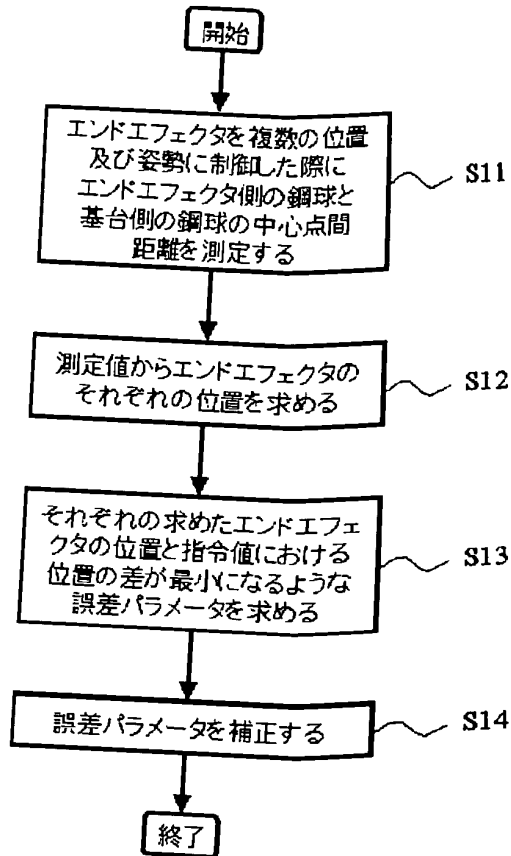 開始
エンドエフェクタを複数の位置
及び姿勢に制御した際に
エンドエフェクタ側の鋼球と
基台側の鋼球の中心点間
距離を測定する
S11
測定値からエンドエフェクタの
それぞれの位置を求める
S12
それぞれの求めたエンドエフェ
クタの位置と指令値における
位置の差が最小になるような
誤差パラメータを求める
S13
誤差パラメータを補正する
S14
終了